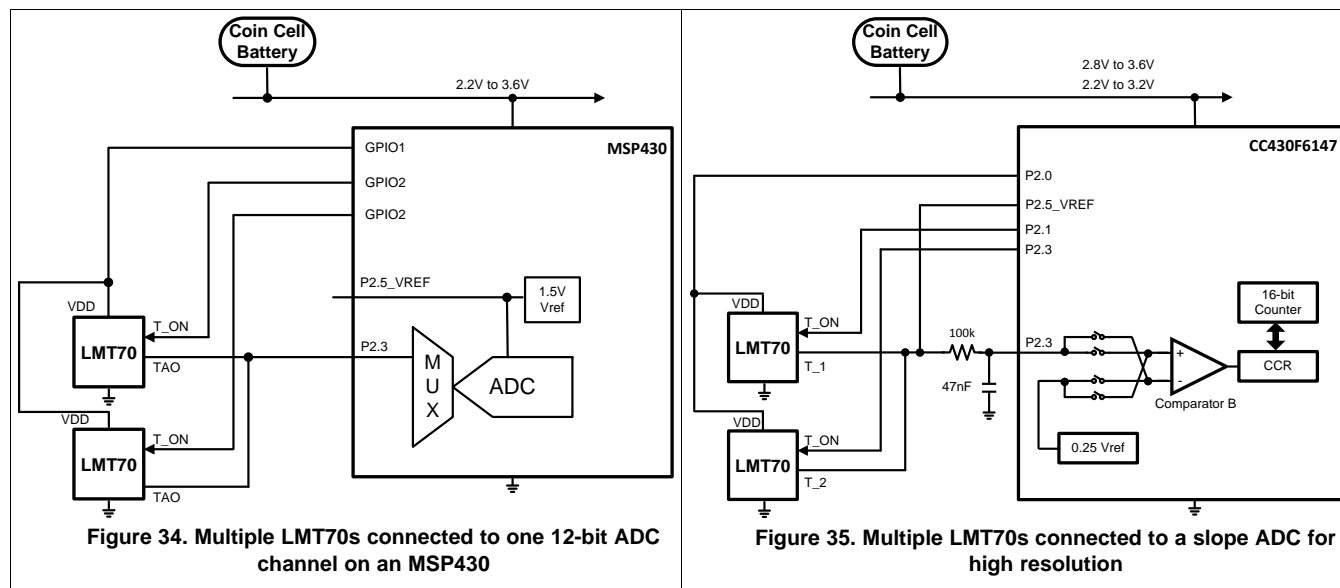 Coin Cell
Battery
2.2V to 3.6V
MSP430
GPIO1
GPIO2
GPIO2
P2.5_VREF
1.5V
Vref
VDD
T_ON
LMT70
TAO
P2.3
M
U
X
ADC
VDD
T_ON
LMT70
TAO
Figure 34. Multiple LMT70s connected to one 12-bit ADC
channel on an MSP430
Coin Cell
Battery
2.8V to 3.6V
2.2V to 3.2V
CC430F6147
P2.0
P2.5_VREF
P2.1
P2.3
VDD
T_ON
LMT70
T_1
100k
47nF
P2.3
+
-
Comparator B
16-bit
Counter
CCR
0.25 Vref
VDD
T_ON
LMT70
T_2
Figure 35. Multiple LMT70s connected to a slope ADC for
high resolution